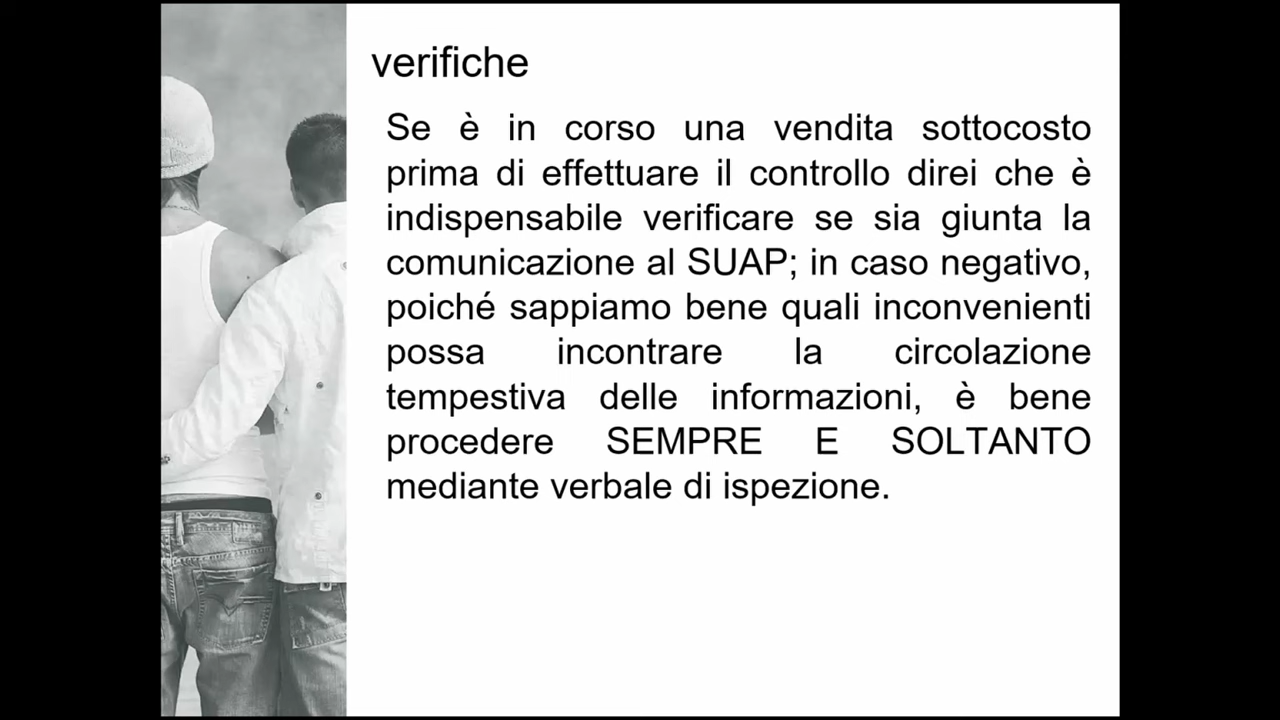 verifiche
Se è in corso una vendita sottocosto
prima di effettuare il controllo direi che è
indispensabile verificare se sia giunta la
comunicazione al SUAP; in caso negativo,
poiché sappiamo bene quali inconvenienti
possa incontrare la circolazione
tempestiva delle informazioni, è bene
procedere SEMPRE E SOLTANTO
mediante verbale di ispezione.